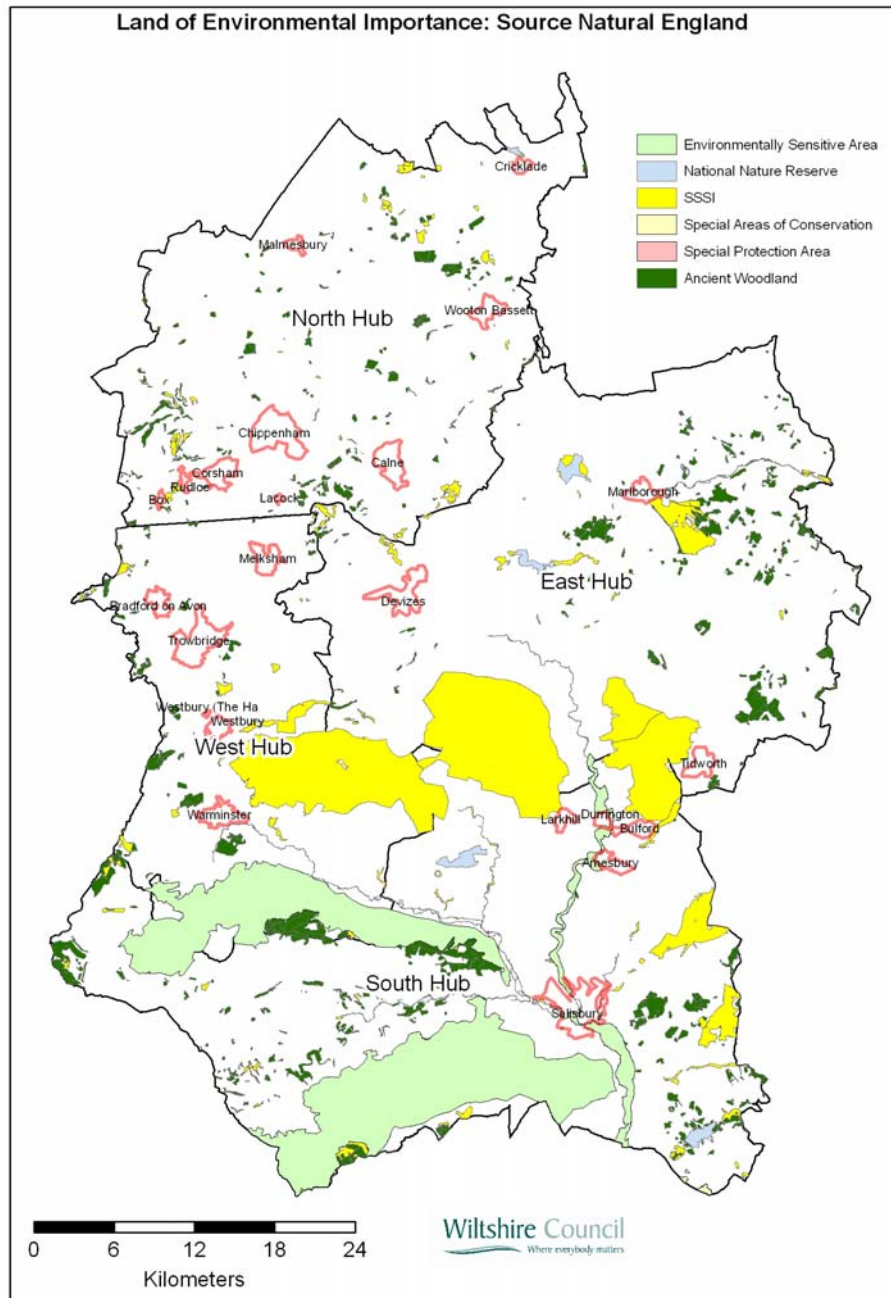 Land of Environmental Importance: Source Natural England
Environmentally Sensitive Area
National Nature Reserve
SSSI
Special Areas of Conservation
Special Protection Area
Ancient Woodland
Cricklade
Malmesbury
North Hub
Wooton Bassett
Chippenham
Calne
Corsham
Rudloe
Box
Lacock
Marlborough
Melksham
East Hub
Devizes
Bradford on Avon
Trowbridge
Westbury (The Ha
Westbury
West Hub
Tidworth
Warminster
Larkhill
Durrington
Bulford
Amesbury
South Hub
Salisbury
0 6 12 18 24
Kilometers
Wiltshire Council
Where everybody matters